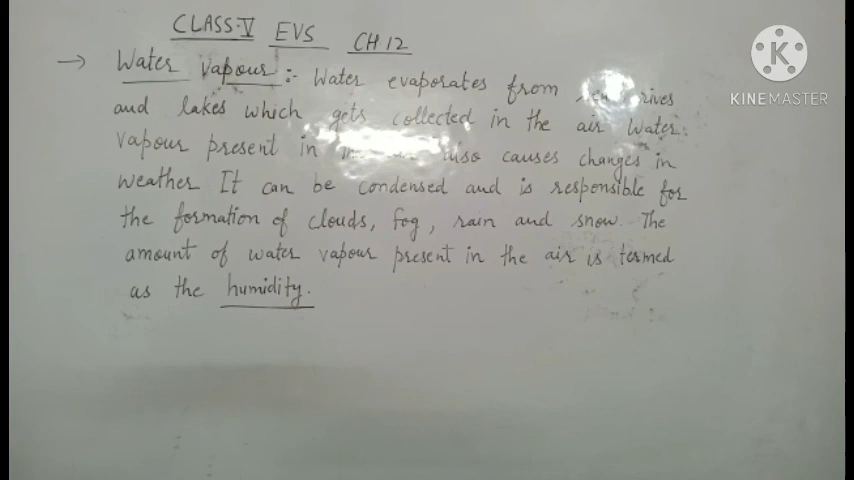 CLASS-V EVS CH 12
→ Water vapour :- Water evaporates from sea rives
and lakes which gets collected in the air Water
vapour present in also causes changes in
weather It can be condensed and is responsible for
the formation of clouds, fog, rain and snow. The
amount of water vapour present in the air is termed
as the humidity.
K
KINEMASTER